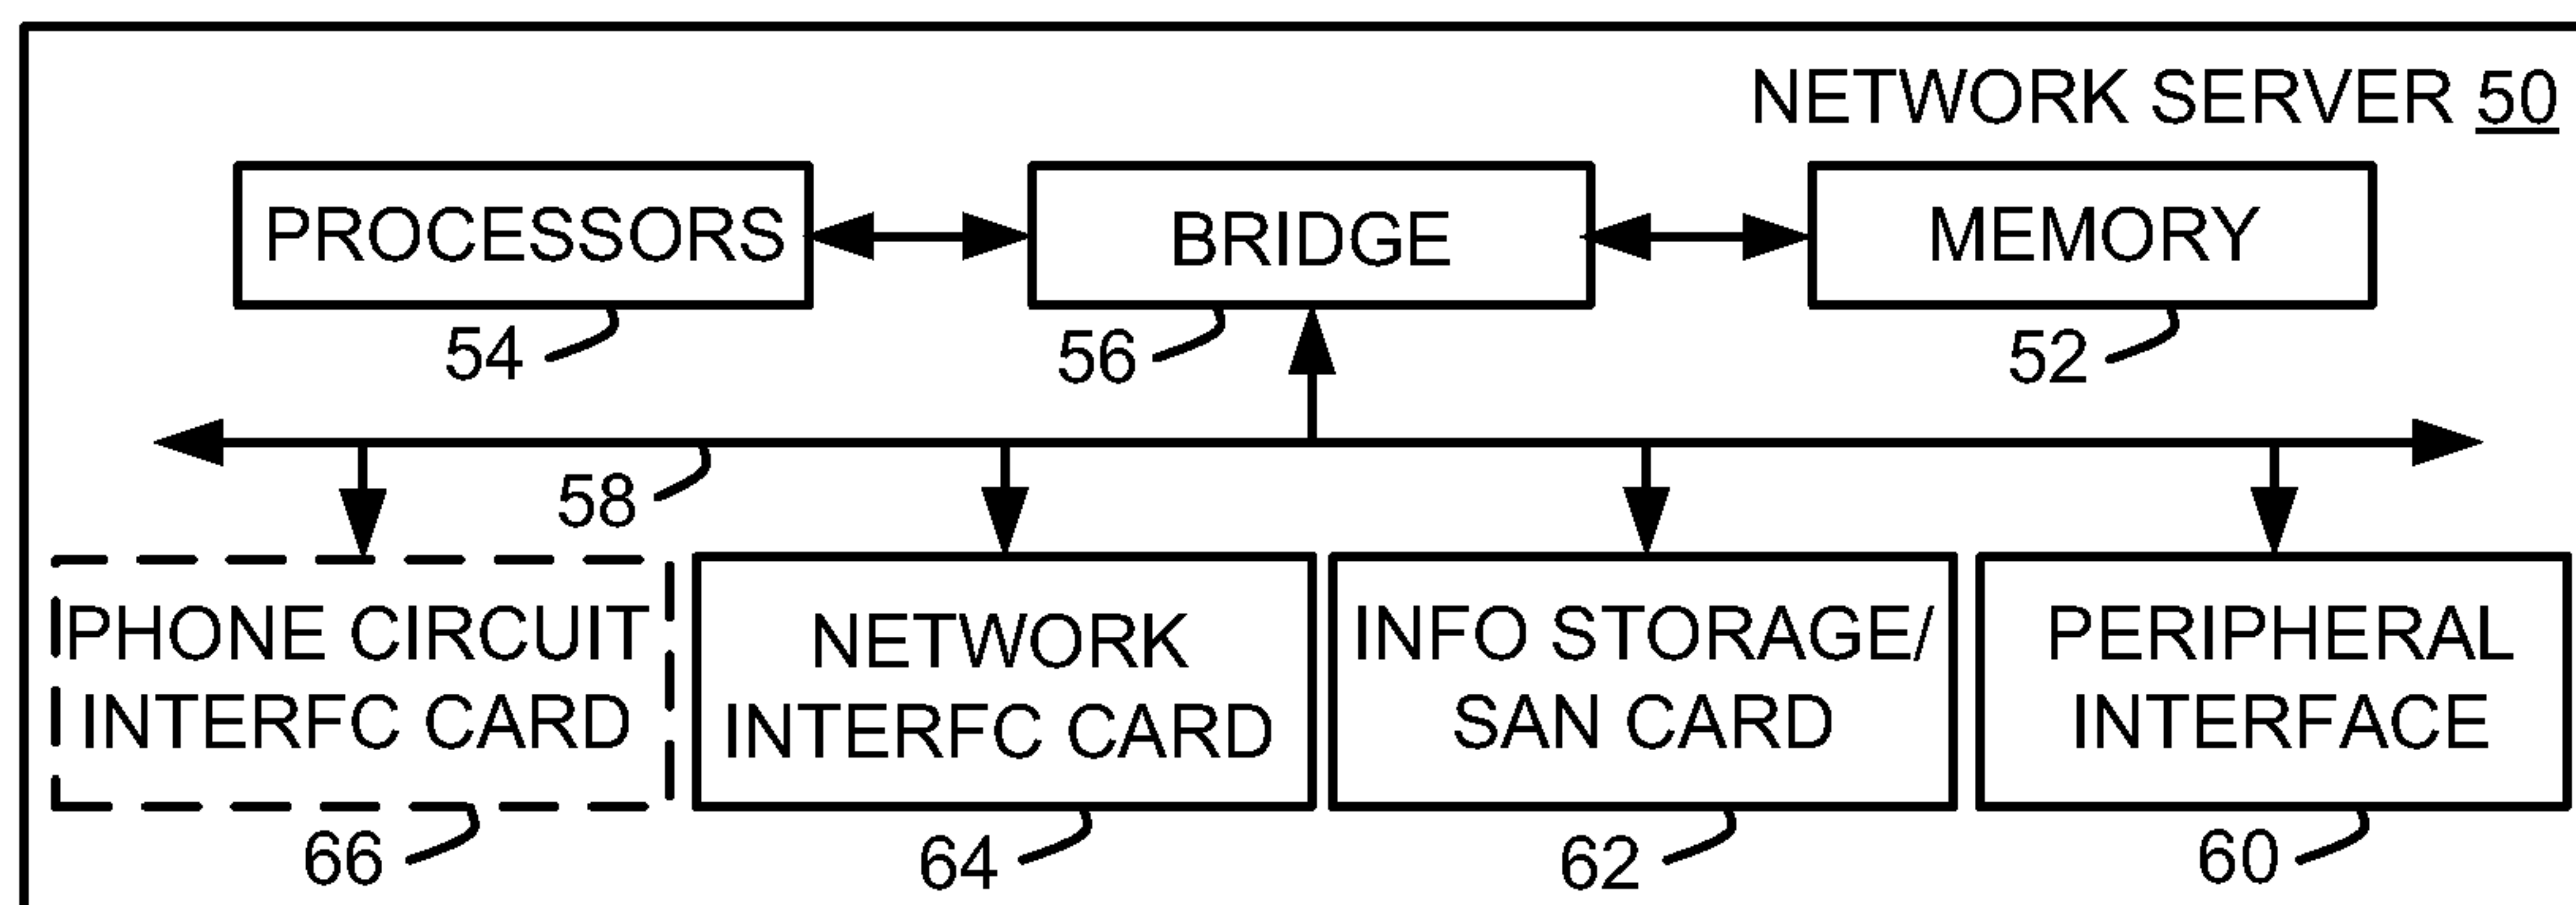 NETWORK SERVER 50
PROCESSORS
BRIDGE
MEMORY
54
56
52
58
PHONE CIRCUIT
INTERFC CARD
NETWORK
INTERFC CARD
INFO STORAGE/
SAN CARD
PERIPHERAL
INTERFACE
66
64
62
60